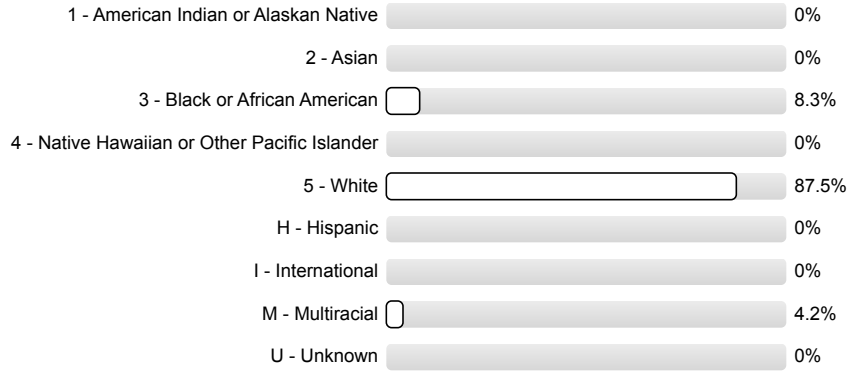 1 - American Indian or Alaskan Native 0%
2 - Asian 0%
3 - Black or African American 8.3%
4 - Native Hawaiian or Other Pacific Islander 0%
5 - White 87.5%
H - Hispanic 0%
I - International 0%
M - Multiracial 4.2%
U - Unknown 0%